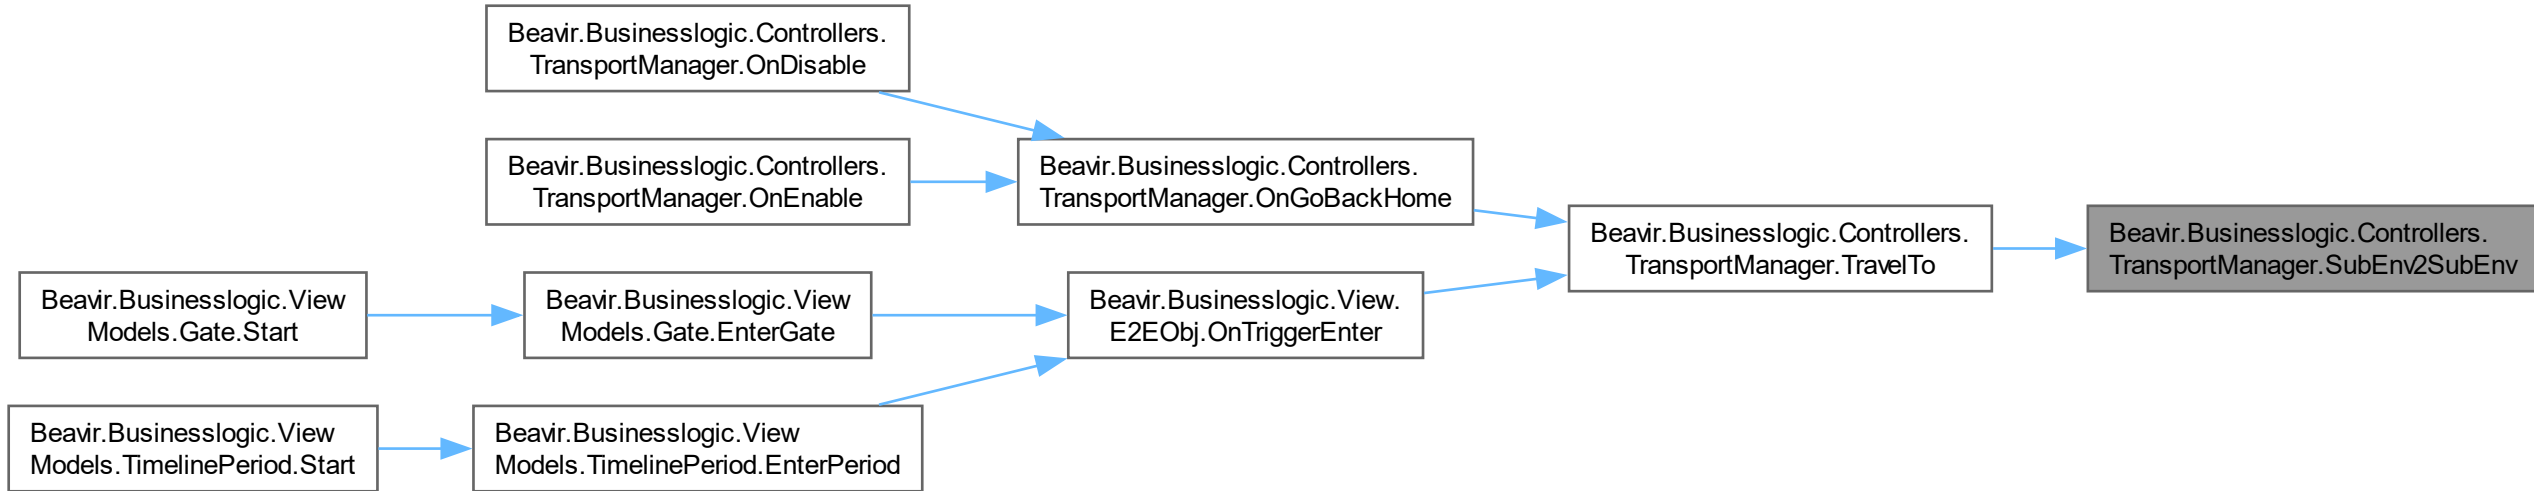 Beavir.Businesslogic.Controllers.
TransportManager.OnDisable
Beavir.Businesslogic.Controllers.
TransportManager.OnEnable
Beavir.Businesslogic.Controllers.
TransportManager.OnGoBackHome
Beavir.Businesslogic.Controllers.
TransportManager.TravelTo
Beavir.Businesslogic.Controllers.
TransportManager.SubEnv2SubEnv
Beavir.Businesslogic.View
Models.Gate.Start
Beavir.Businesslogic.View
Models.Gate.EnterGate
Beavir.Businesslogic.View.
E2EObj.OnTriggerEnter
Beavir.Businesslogic.View
Models.TimelinePeriod.Start
Beavir.Businesslogic.View
Models.TimelinePeriod.EnterPeriod